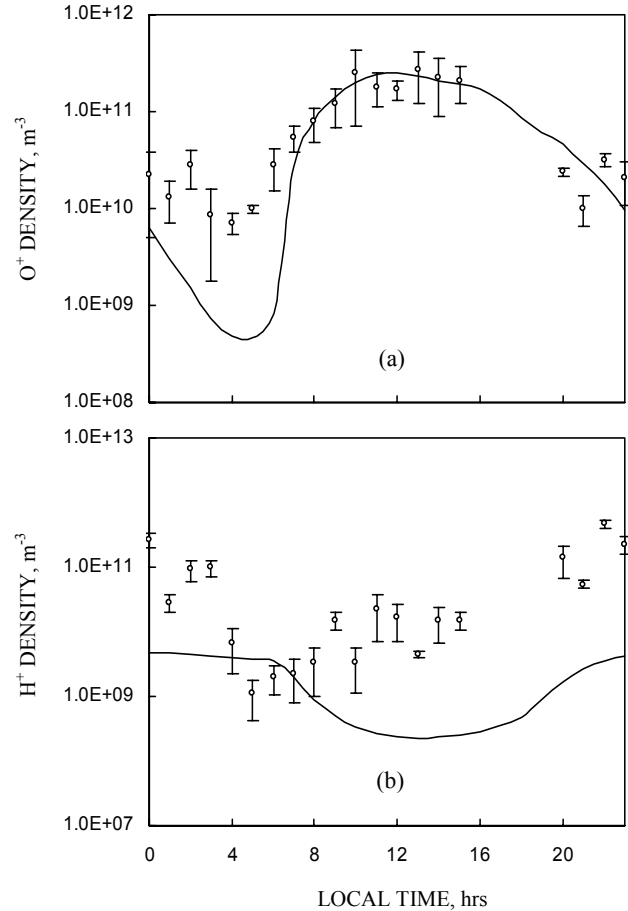 1.0E+12
1.0E+11
1.0E+10
1.0E+09
1.0E+08
O⁺ DENSITY, m⁻³
(a)
1.0E+13
1.0E+11
1.0E+09
1.0E+07
H⁺ DENSITY, m⁻³
(b)
0 4 8 12 16 20
LOCAL TIME, hrs